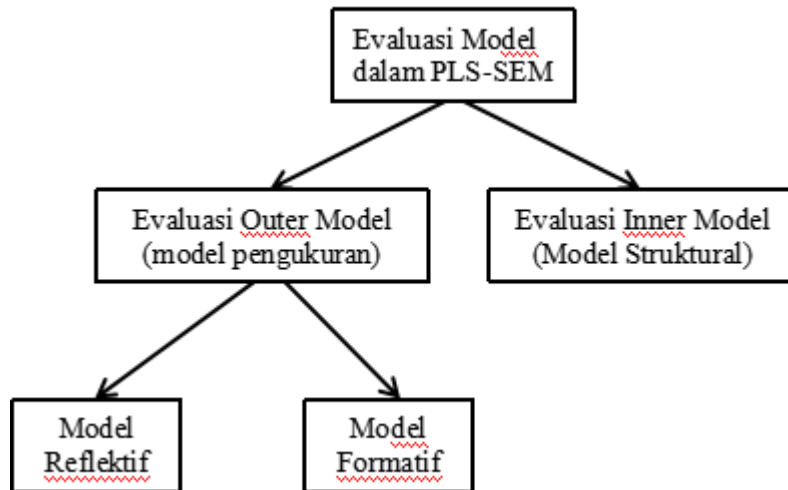 Evaluasi Model
dalam PLS-SEM
Evaluasi Outer Model
(model pengukuran)
Evaluasi Inner Model
(Model Struktural)
Model
Reflektif
Model
Formatif